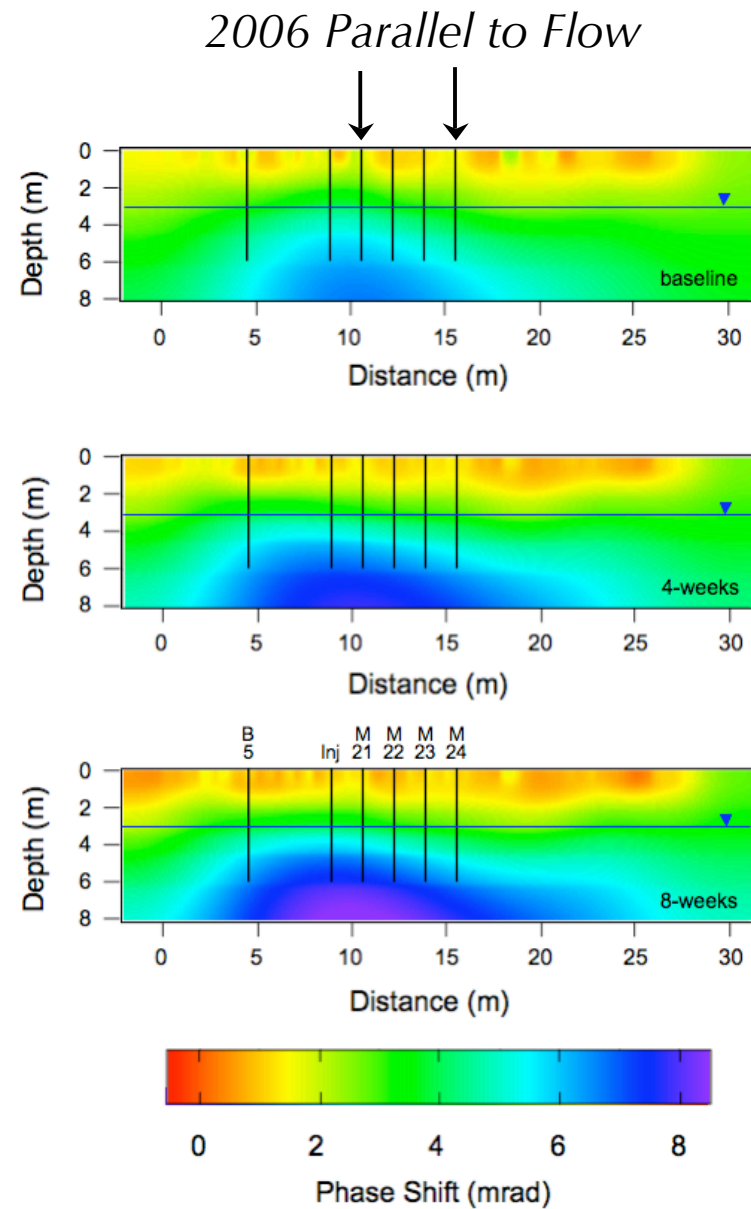 2006 Parallel to Flow
0
2
4
6
8
Depth (m)
baseline
0 5 10 15 20 25 30
Distance (m)
0
2
4
6
8
Depth (m)
4-weeks
0 5 10 15 20 25 30
Distance (m)
B M M M M
5 Inj 21 22 23 24
0
2
4
6
8
Depth (m)
8-weeks
0 5 10 15 20 25 30
Distance (m)
0 2 4 6 8
Phase Shift (mrad)